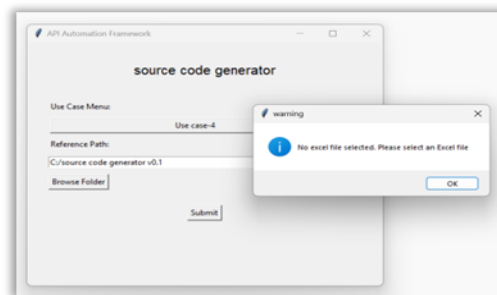 API Automation Framework
source code generator
Use Case Menu:
Use case-4
Reference Path:
C:/source code generator v0.1
Browse Folder
Submit
warning
No excel file selected. Please select an Excel file
OK